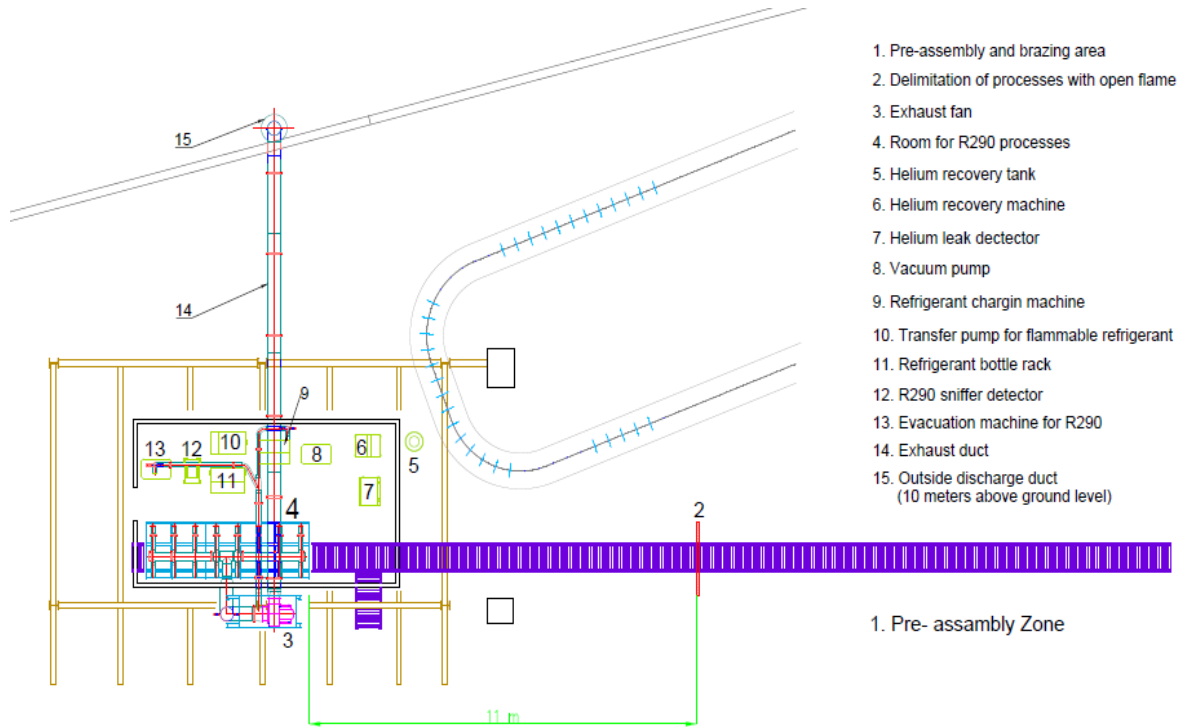 1. Pre-assembly and brazing area
2. Delimitation of processes with open flame
3. Exhaust fan
4. Room for R290 processes
5. Helium recovery tank
6. Helium recovery machine
7. Helium leak dectector
8. Vacuum pump
9. Refrigerant chargin machine
10. Transfer pump for flammable refrigerant
11. Refrigerant bottle rack
12. R290 sniffer detector
13. Evacuation machine for R290
14. Exhaust duct
15. Outside discharge duct
(10 meters above ground level)
15
14
9
13
12
10
11
8
6
5
7
4
2
3
1. Pre- assambly Zone
11 m